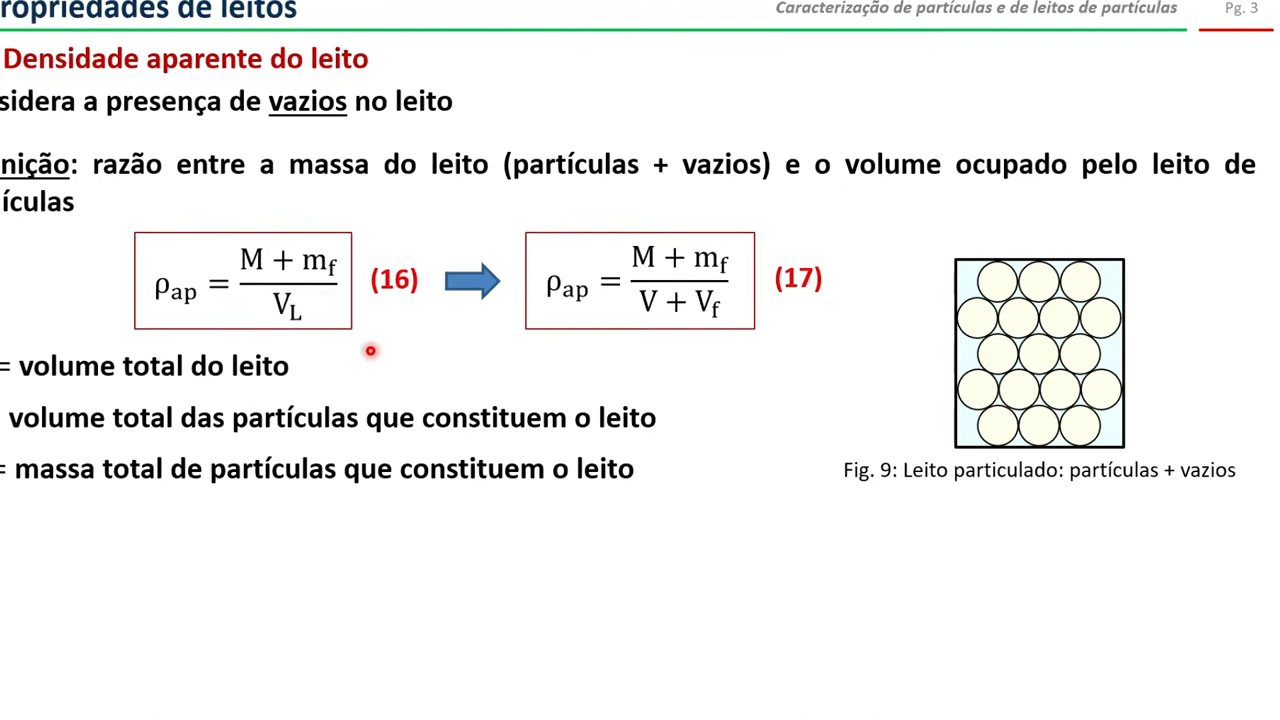 ropriedades de leitos
Caracterização de partículas e de leitos de partículas
Pg. 3
Densidade aparente do leito
sidera a presença de vazios no leito
nição: razão entre a massa do leito (partículas + vazios) e o volume ocupado pelo leito de
ículas
ρap = (M + mf) / VL (16) ρap = (M + mf) / (V + Vf) (17)
= volume total do leito
volume total das partículas que constituem o leito
= massa total de partículas que constituem o leito
Fig. 9: Leito particulado: partículas + vazios